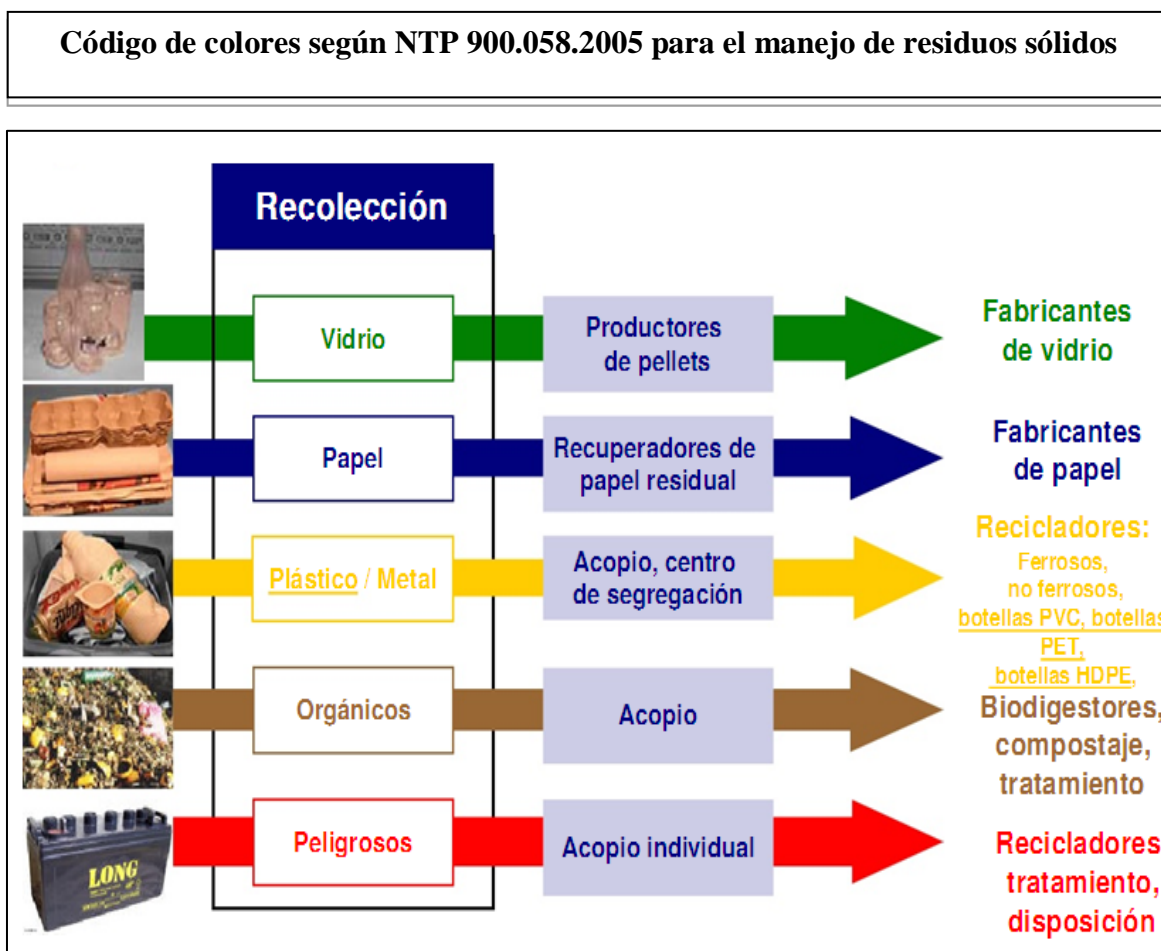 Código de colores según NTP 900.058.2005 para el manejo de residuos sólidos
Recolección
Vidrio
Productores
de pellets
Fabricantes
de vidrio
Papel
Recuperadores de
papel residual
Fabricantes
de papel
Plástico / Metal
Acopio, centro
de segregación
Recicladores:
Ferrosos,
no ferrosos,
botellas PVC, botellas
PET,
botellas HDPE,
Orgánicos
Acopio
Biodigestores,
compostaje,
tratamiento
Peligrosos
Acopio individual
Recicladores
tratamiento,
disposición
LONG